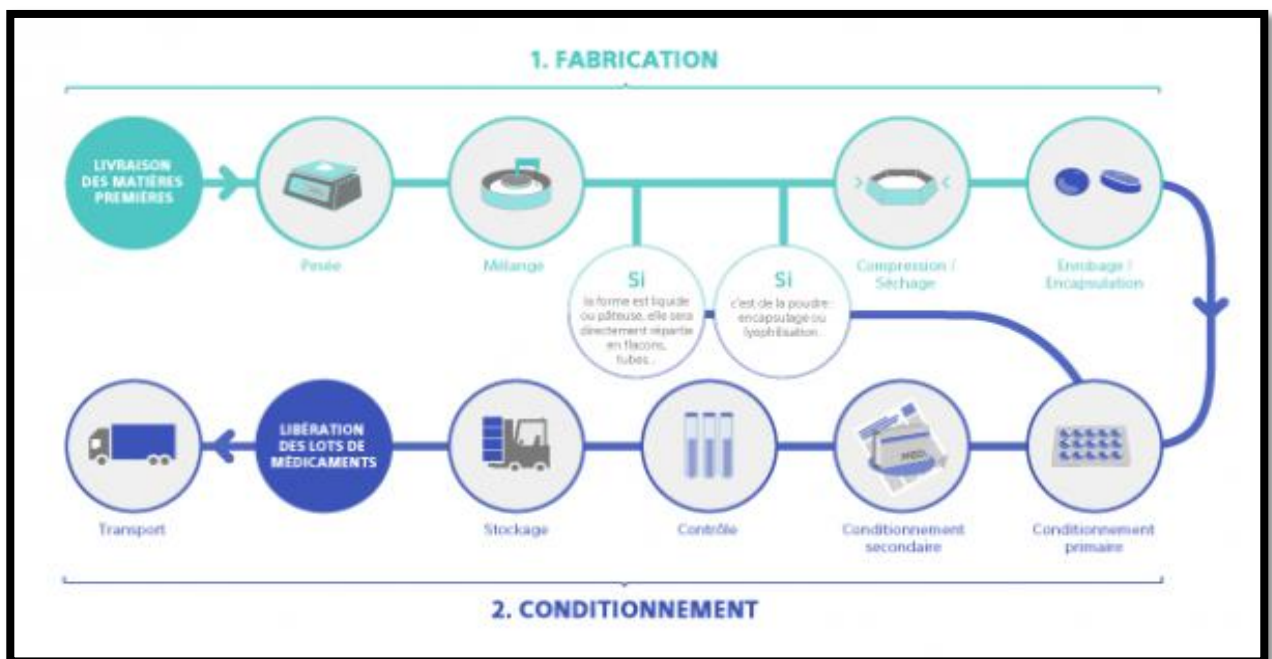 1. FABRICATION
LIVRAISON
DES MATIÈRES
PREMIÈRES
Pesée
Mélange
Si
la forme est liquide
ou pâteuse, elle sera
directement répartie
en flacons,
tubes...
Si
c'est de la poudre :
encapsulage ou
lyophilisation.
Compression /
Séchage
Enrobage /
Encapsulation
Transport
LIBÉRATION
DES LOTS DE
MÉDICAMENTS
Stockage
Contrôle
Conditionnement
secondaire
MEDI
Conditionnement
primaire
2. CONDITIONNEMENT